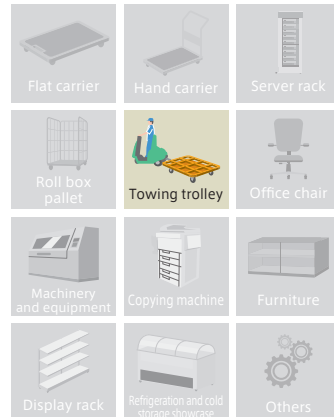 Flat carrier
Hand carrier
Server rack
Roll box
pallet
Towing trolley
Office chair
Machinery
and equipment
Copying machine
Furniture
Display rack
Refrigeration and cold
storage showcase
Others